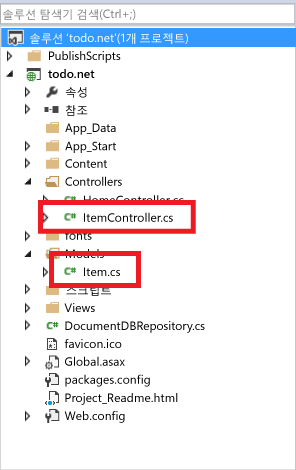 솔루션 탐색기 검색(Ctrl+;)
솔루션 'todo.net'(1개 프로젝트)
PublishScripts
todo.net
속성
참조
App_Data
App_Start
Content
Controllers
HomeController.cs
C# ItemController.cs
fonts
Models
C# Item.cs
스크립트
Views
C# DocumentDBRepository.cs
favicon.ico
Global.asax
packages.config
Project_Readme.html
Web.config